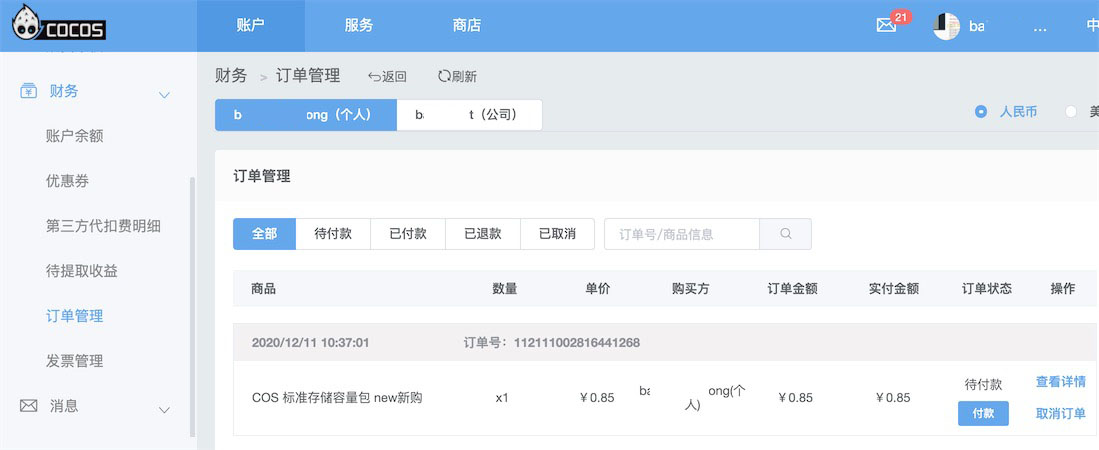 COCOS
账户
服务
商店
21
ba
...
财务
账户余额
优惠券
第三方代扣费明细
待提取收益
订单管理
发票管理
消息
财务 > 订单管理 返回 刷新
b ong（个人）
ba t（公司）
人民币
订单管理
全部 待付款 已付款 已退款 已取消 订单号/商品信息
商品 数量 单价 购买方 订单金额 实付金额 订单状态 操作
2020/12/11 10:37:01 订单号：112111002816441268
COS 标准存储容量包 new新购 x1 ￥0.85 ba ong(个人) ￥0.85 ￥0.85 待付款 查看详情
付款 取消订单